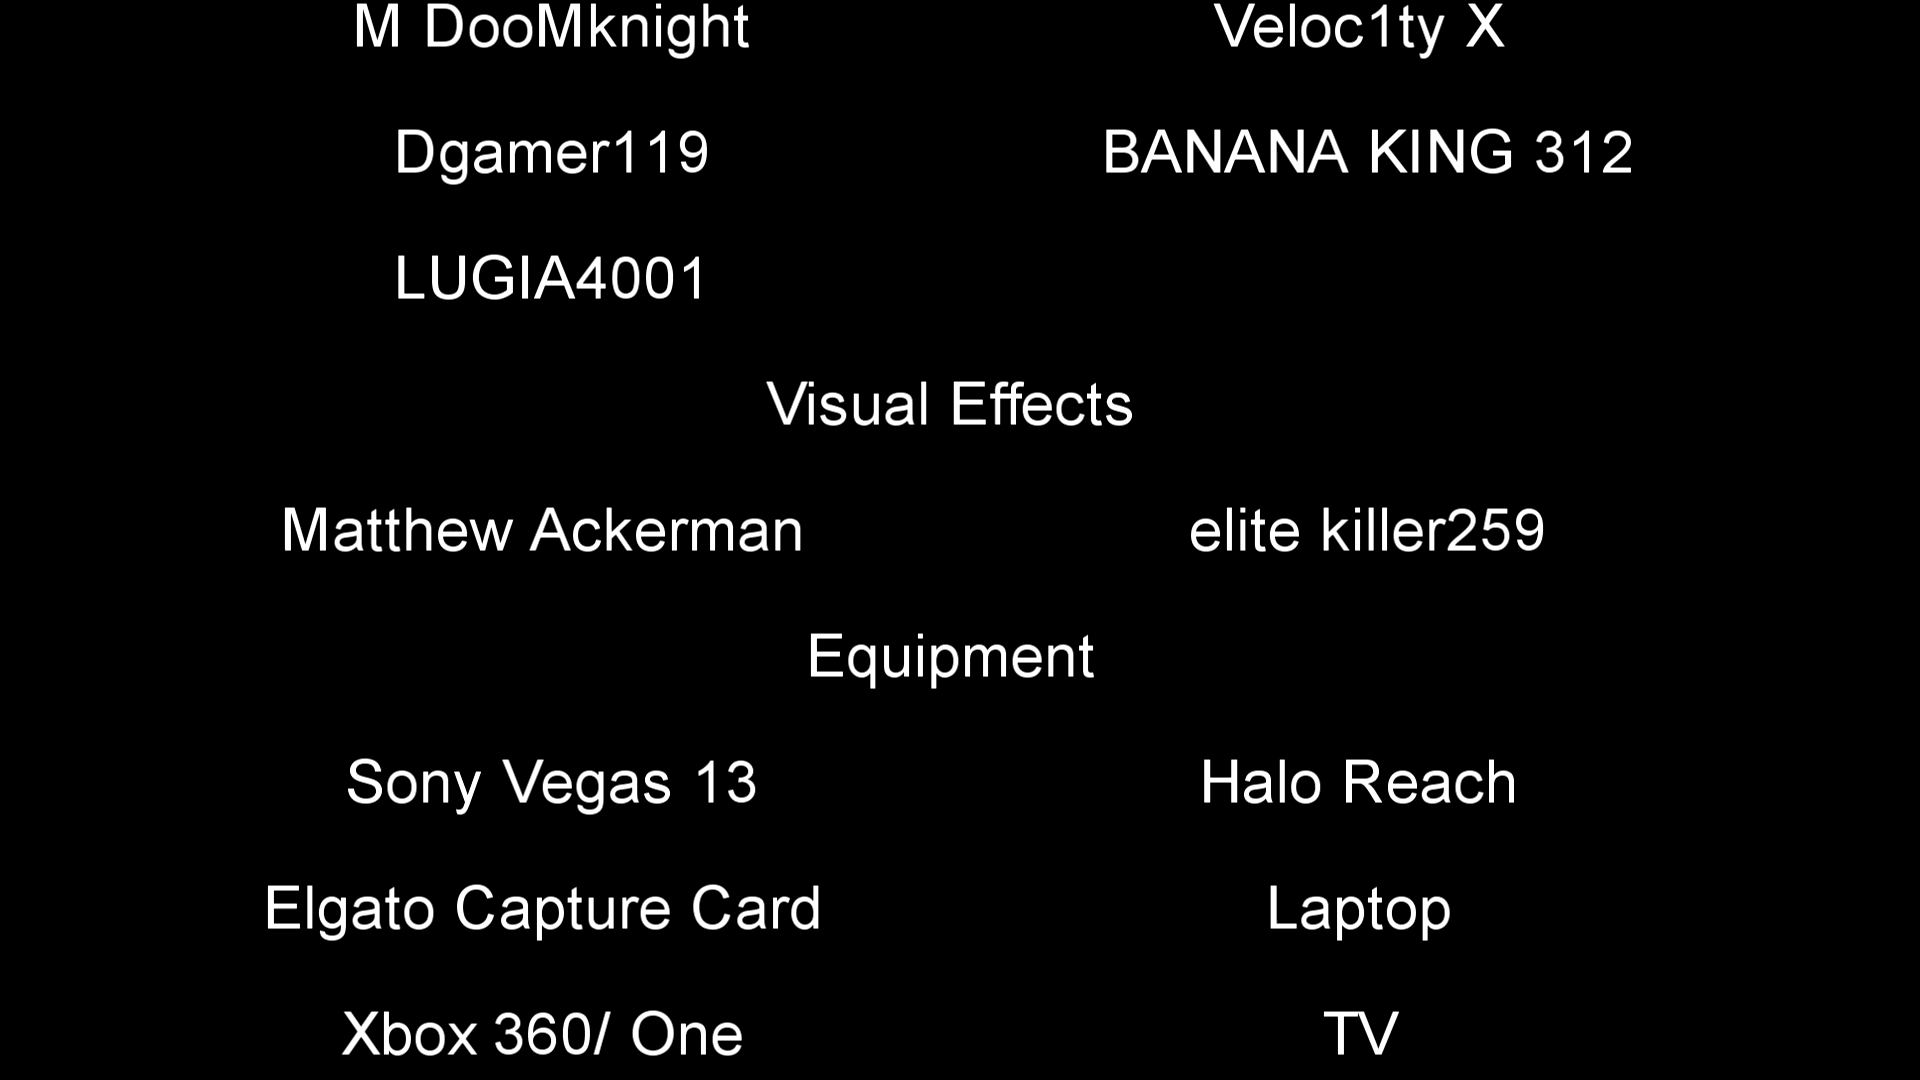 M DooMknight Veloc1ty X
Dgamer119 BANANA KING 312
LUGIA4001
Visual Effects
Matthew Ackerman elite killer259
Equipment
Sony Vegas 13 Halo Reach
Elgato Capture Card Laptop
Xbox 360/ One TV